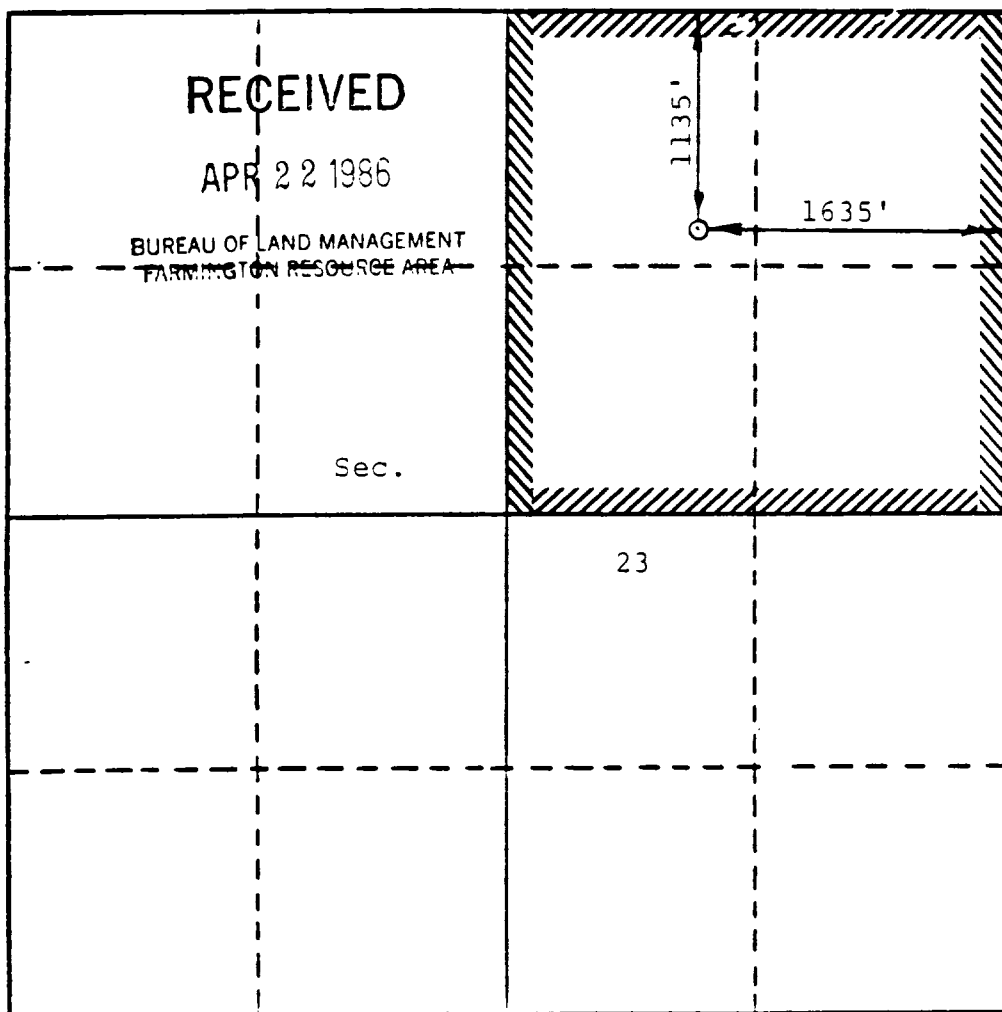 RECEIVED
APR 22 1986
BUREAU OF LAND MANAGEMENT
FARMINGTON RESOURCE AREA
1135'
1635'
Sec.
23